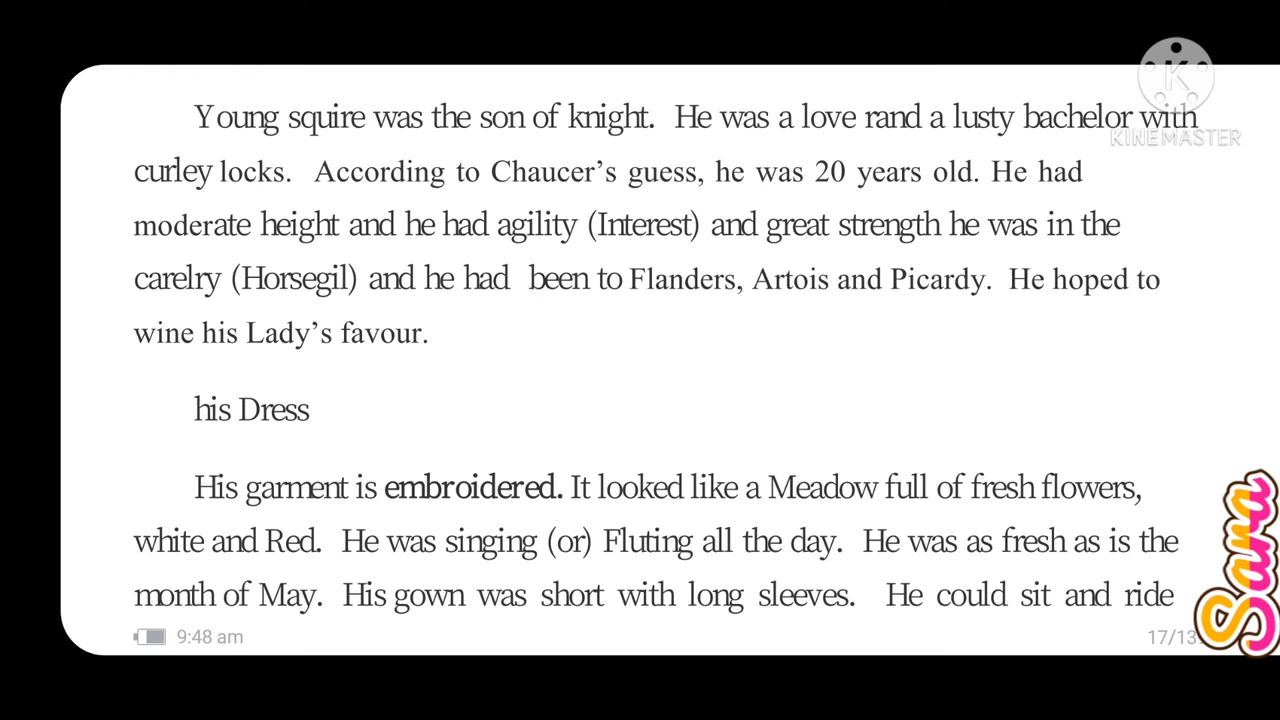 Young squire was the son of knight. He was a love rand a lusty bachelor with
curley locks. According to Chaucer's guess, he was 20 years old. He had
moderate height and he had agility (Interest) and great strength he was in the
carelry (Horsegil) and he had been to Flanders, Artois and Picardy. He hoped to
wine his Lady's favour.
his Dress
His garment is embroidered. It looked like a Meadow full of fresh flowers,
white and Red. He was singing (or) Fluting all the day. He was as fresh as is the
month of May. His gown was short with long sleeves. He could sit and ride
9:48 am
17/13
K
KINEMASTER
Sara